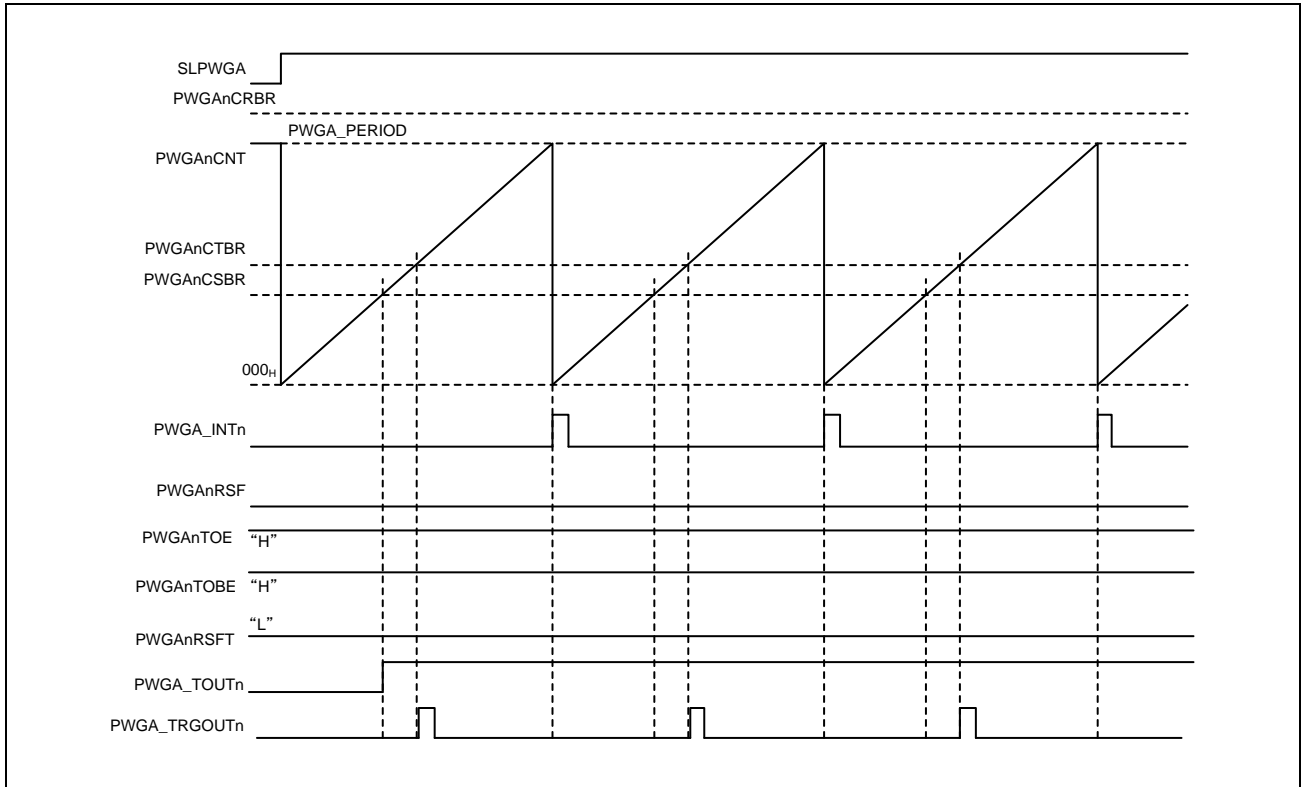 SLPWGA
PWGAnCRBR
PWGA_PERIOD
PWGAnCNT
PWGAnCTBR
PWGAnCSBR
000H
PWGA_INTn
PWGAnRSF
PWGAnTOE “H”
PWGAnTOBE “H”
“L”
PWGAnRSFT
PWGA_TOUTn
PWGA_TRGOUTn